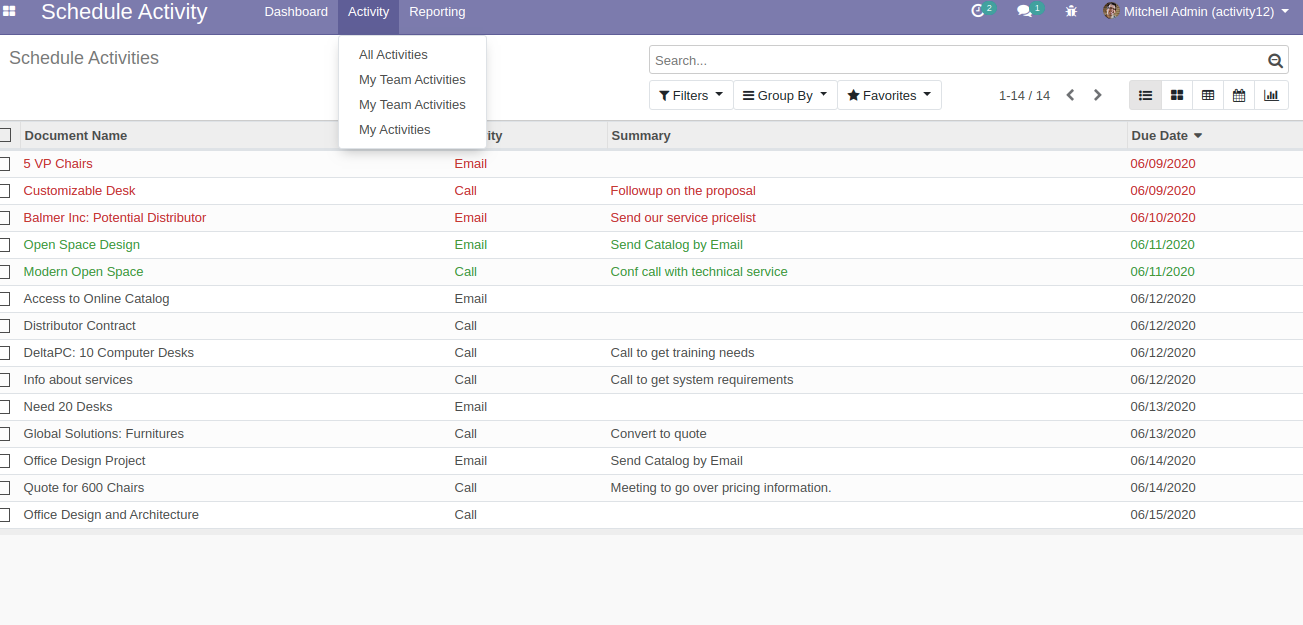 Schedule Activity Dashboard Activity Reporting 2 1 Mitchell Admin (activity12)
Schedule Activities
All Activities
My Team Activities
My Team Activities
My Activities
Search...
Filters Group By Favorites 1-14 / 14
Document Name ity Summary Due Date
5 VP Chairs Email 06/09/2020
Customizable Desk Call Followup on the proposal 06/09/2020
Balmer Inc: Potential Distributor Email Send our service pricelist 06/10/2020
Open Space Design Email Send Catalog by Email 06/11/2020
Modern Open Space Call Conf call with technical service 06/11/2020
Access to Online Catalog Email 06/12/2020
Distributor Contract Call 06/12/2020
DeltaPC: 10 Computer Desks Call Call to get training needs 06/12/2020
Info about services Call Call to get system requirements 06/12/2020
Need 20 Desks Email 06/13/2020
Global Solutions: Furnitures Call Convert to quote 06/13/2020
Office Design Project Email Send Catalog by Email 06/14/2020
Quote for 600 Chairs Call Meeting to go over pricing information. 06/14/2020
Office Design and Architecture Call 06/15/2020